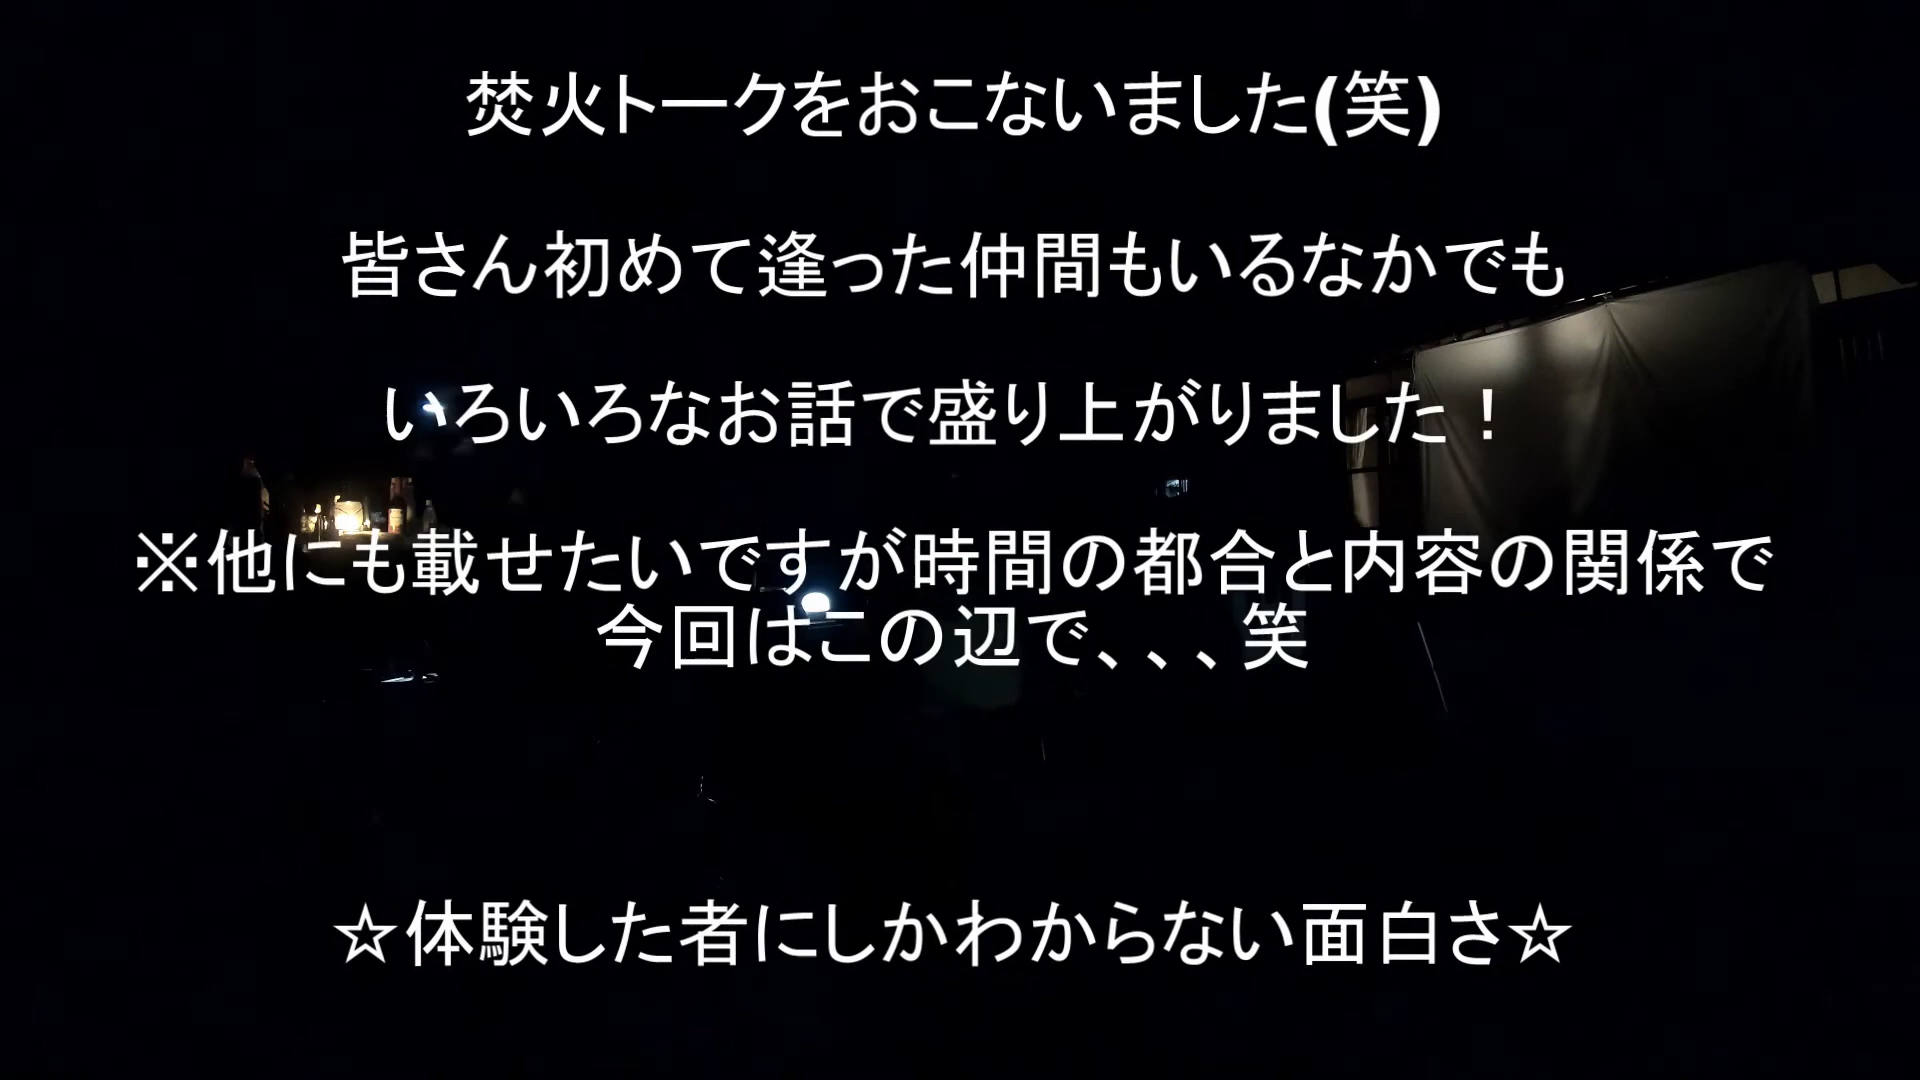 焚火トークをおこないました(笑)
皆さん初めて逢った仲間もいるなかでも
いろいろなお話で盛り上がりました！
※他にも載せたいですが時間の都合と内容の関係で
今回はこの辺で、、、笑
☆体験した者にしかわからない面白さ☆